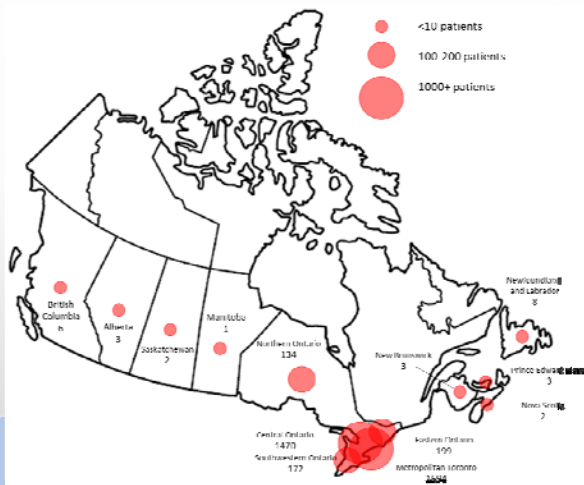 <10 patients
100-200 patients
1000+ patients
Newfoundland
and Labrador
8
British
Columbia
6
Alberta
3
Saskatchewan
2
Manitoba
1
Northern Ontario
134
New Brunswick
3
Prince Edward
3
Nova Scotia
2
Central Ontario
1470
Southwestern Ontario
172
Eastern Ontario
199
Metropolitan Toronto